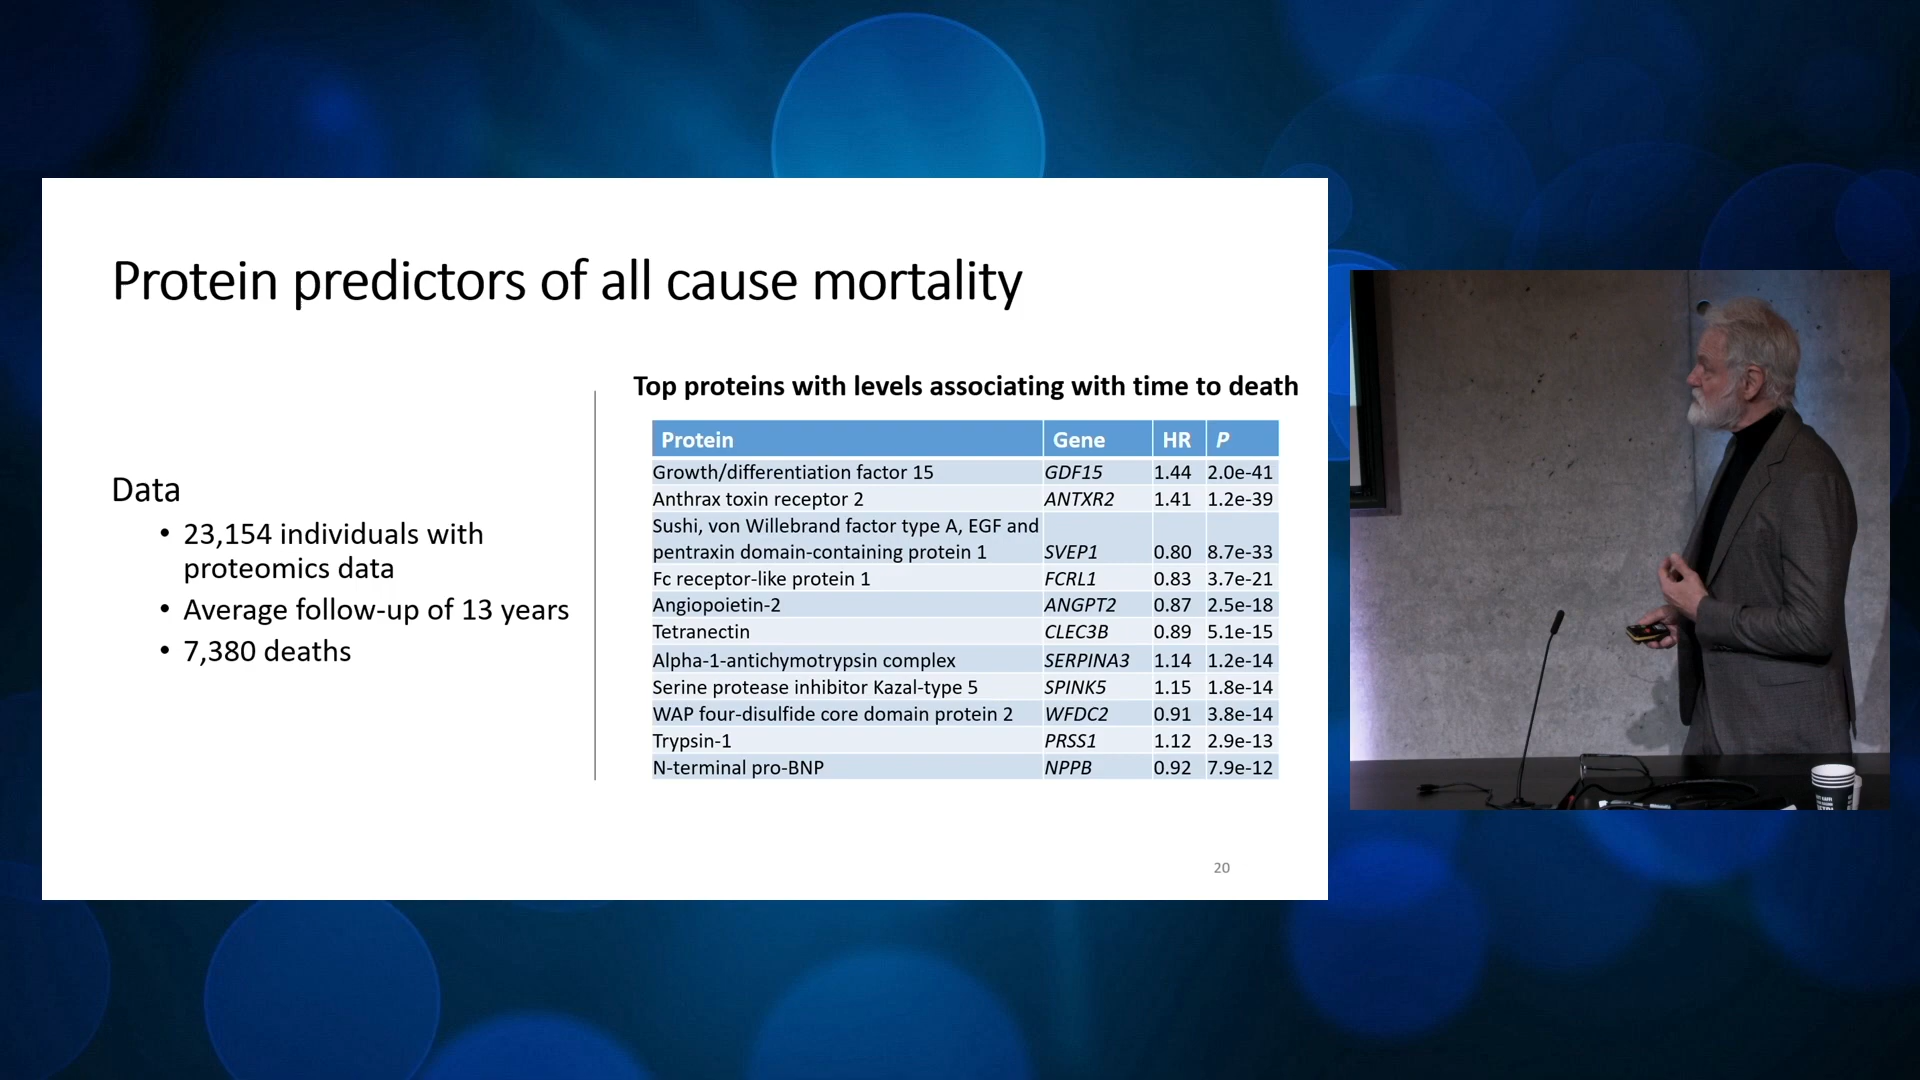 Protein predictors of all cause mortality
Data
• 23,154 individuals with
proteomics data
• Average follow-up of 13 years
• 7,380 deaths
Top proteins with levels associating with time to death
Protein Gene HR P
Growth/differentiation factor 15 GDF15 1.44 2.0e-41
Anthrax toxin receptor 2 ANTXR2 1.41 1.2e-39
Sushi, von Willebrand factor type A, EGF and
pentraxin domain-containing protein 1 SVEP1 0.80 8.7e-33
Fc receptor-like protein 1 FCRL1 0.83 3.7e-21
Angiopoietin-2 ANGPT2 0.87 2.5e-18
Tetranectin CLEC3B 0.89 5.1e-15
Alpha-1-antichymotrypsin complex SERPINA3 1.14 1.2e-14
Serine protease inhibitor Kazal-type 5 SPINK5 1.15 1.8e-14
WAP four-disulfide core domain protein 2 WFDC2 0.91 3.8e-14
Trypsin-1 PRSS1 1.12 2.9e-13
N-terminal pro-BNP NPPB 0.92 7.9e-12
20